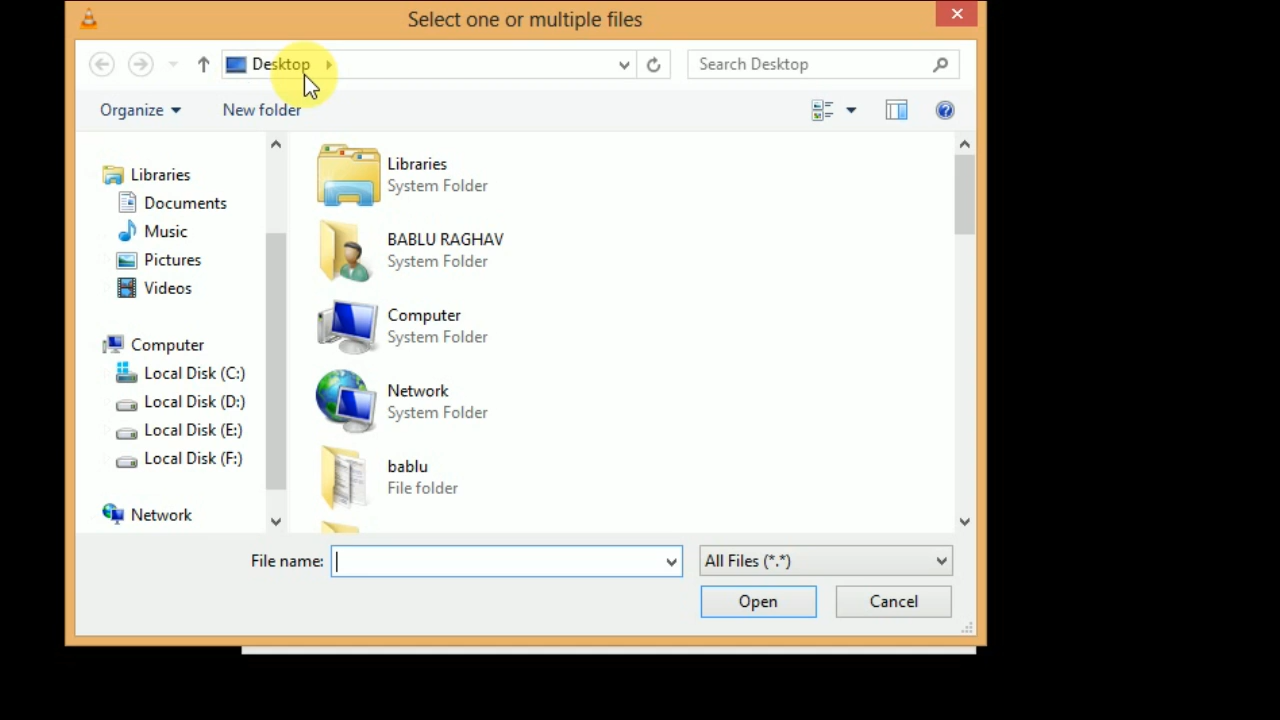 Select one or multiple files
Desktop
Search Desktop
Organize
New folder
Libraries
Documents
Music
Pictures
Videos
Computer
Local Disk (C:)
Local Disk (D:)
Local Disk (E:)
Local Disk (F:)
Network
Libraries
System Folder
BABLU RAGHAV
System Folder
Computer
System Folder
Network
System Folder
bablu
File folder
File name:
All Files (*.*)
Open
Cancel